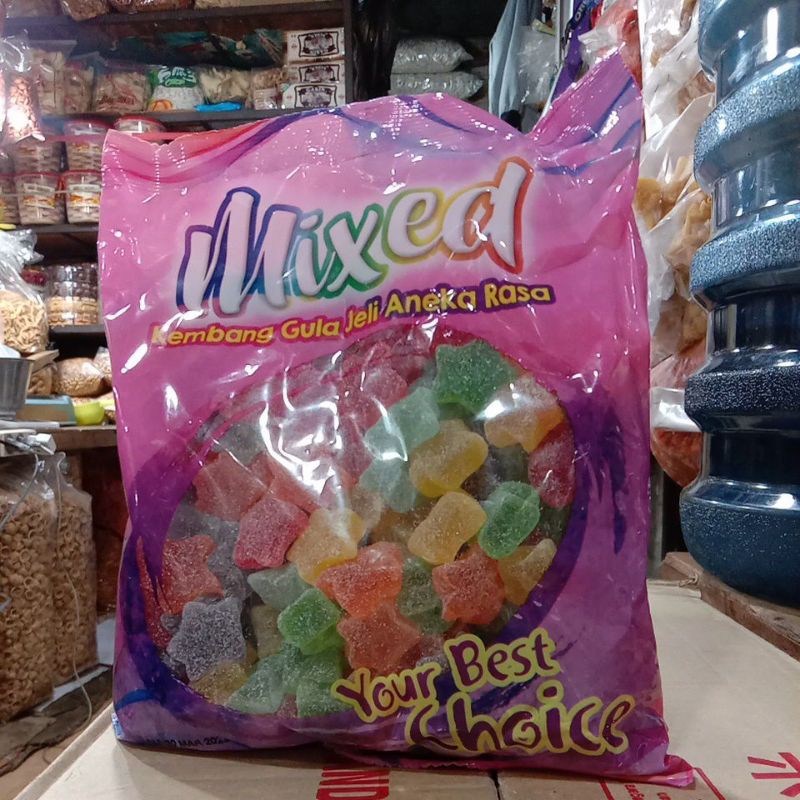 Mixed
Kembang Gula Jeli Aneka Rasa
Your Best
Choice